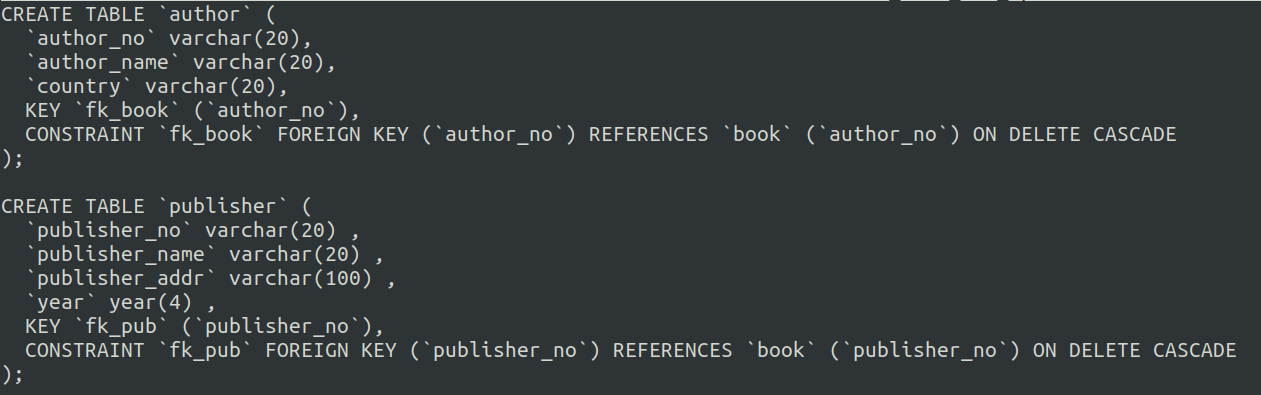 CREATE TABLE `author` (
  `author_no` varchar(20),
  `author_name` varchar(20),
  `country` varchar(20),
  KEY `fk_book` (`author_no`),
  CONSTRAINT `fk_book` FOREIGN KEY (`author_no`) REFERENCES `book` (`author_no`) ON DELETE CASCADE
);

CREATE TABLE `publisher` (
  `publisher_no` varchar(20) ,
  `publisher_name` varchar(20) ,
  `publisher_addr` varchar(100) ,
  `year` year(4) ,
  KEY `fk_pub` (`publisher_no`),
  CONSTRAINT `fk_pub` FOREIGN KEY (`publisher_no`) REFERENCES `book` (`publisher_no`) ON DELETE CASCADE
);